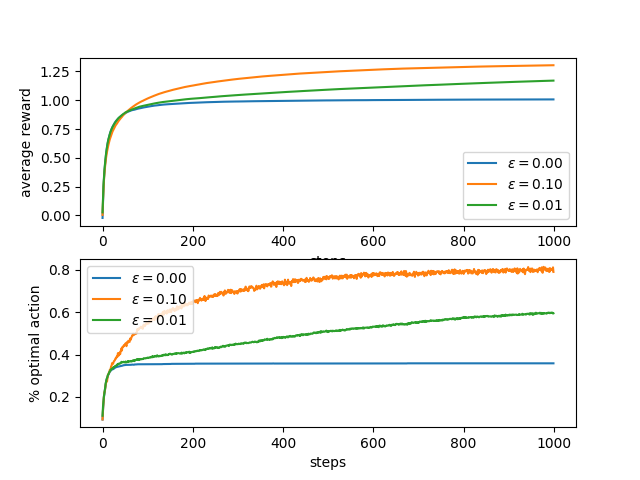 1.25
1.00
0.75
0.50
0.25
0.00
average reward
ε = 0.00
ε = 0.10
ε = 0.01
0 200 400 600 800 1000
steps
0.8
0.6
0.4
0.2
% optimal action
ε = 0.00
ε = 0.10
ε = 0.01
0 200 400 600 800 1000
steps